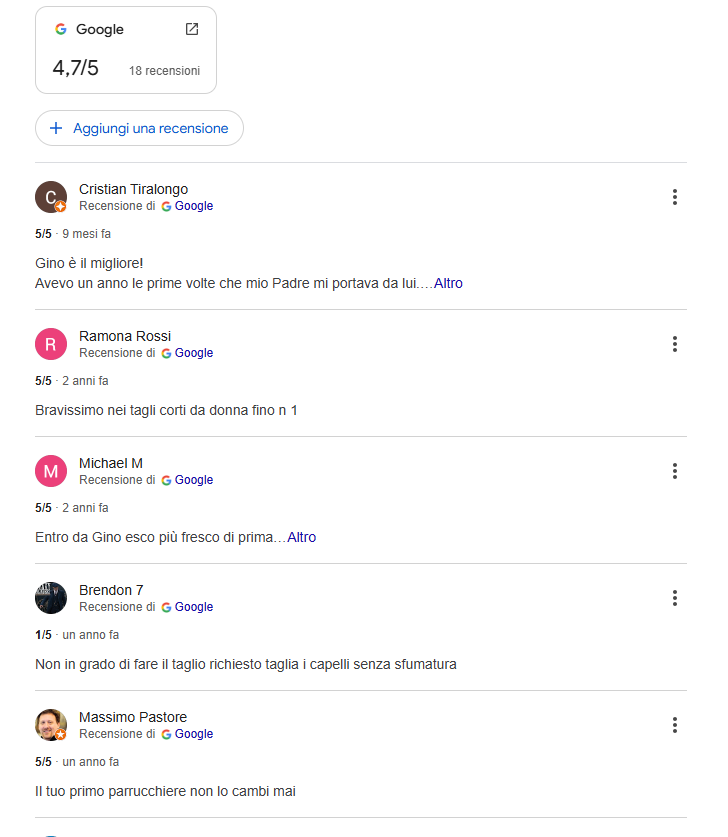 Google
4,7/5 18 recensioni
Aggiungi una recensione
C Cristian Tiralongo
Recensione di Google
5/5 · 9 mesi fa
Gino è il migliore!
Avevo un anno le prime volte che mio Padre mi portava da lui.…Altro
R Ramona Rossi
Recensione di Google
5/5 · 2 anni fa
Bravissimo nei tagli corti da donna fino n 1
M Michael M
Recensione di Google
5/5 · 2 anni fa
Entro da Gino esco più fresco di prima…Altro
Brendon 7
Recensione di Google
1/5 · un anno fa
Non in grado di fare il taglio richiesto taglia i capelli senza sfumatura
Massimo Pastore
Recensione di Google
5/5 · un anno fa
Il tuo primo parrucchiere non lo cambi mai